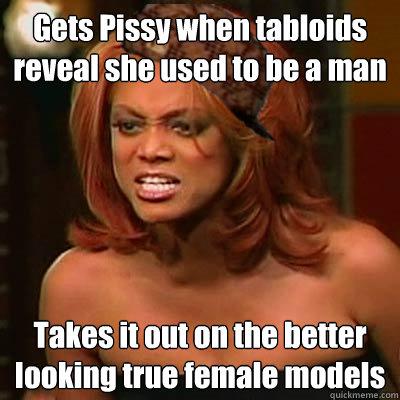 Gets Pissy when tabloids
reveal she used to be a man
Takes it out on the better
looking true female models
quickmeme.com